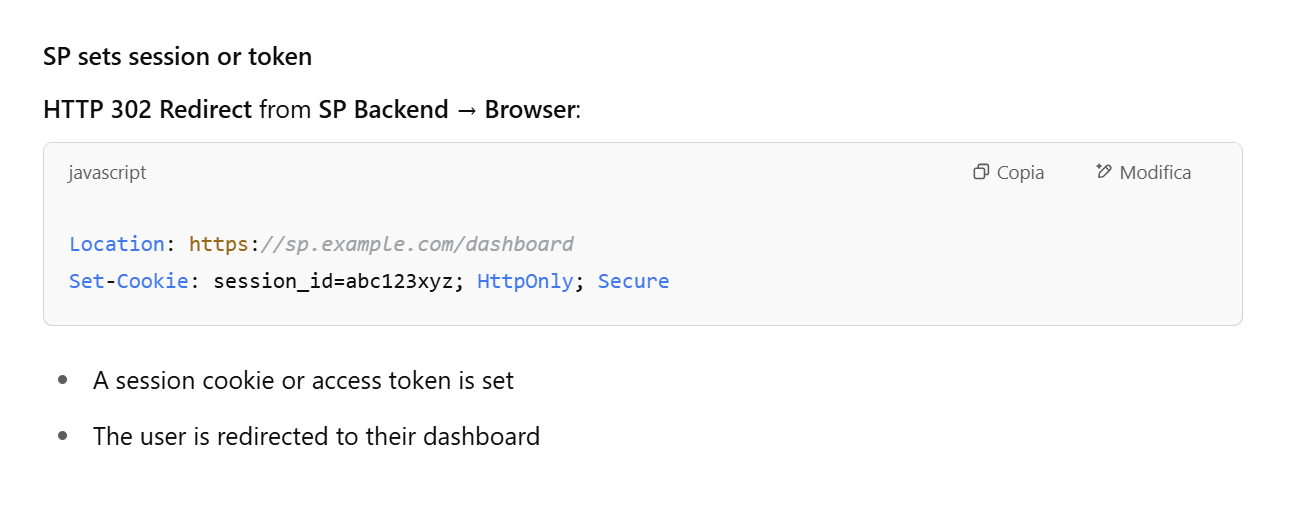 SP sets session or token
HTTP 302 Redirect from SP Backend → Browser:
javascript Copia Modifica
Location: https://sp.example.com/dashboard
Set-Cookie: session_id=abc123xyz; HttpOnly; Secure
• A session cookie or access token is set
• The user is redirected to their dashboard